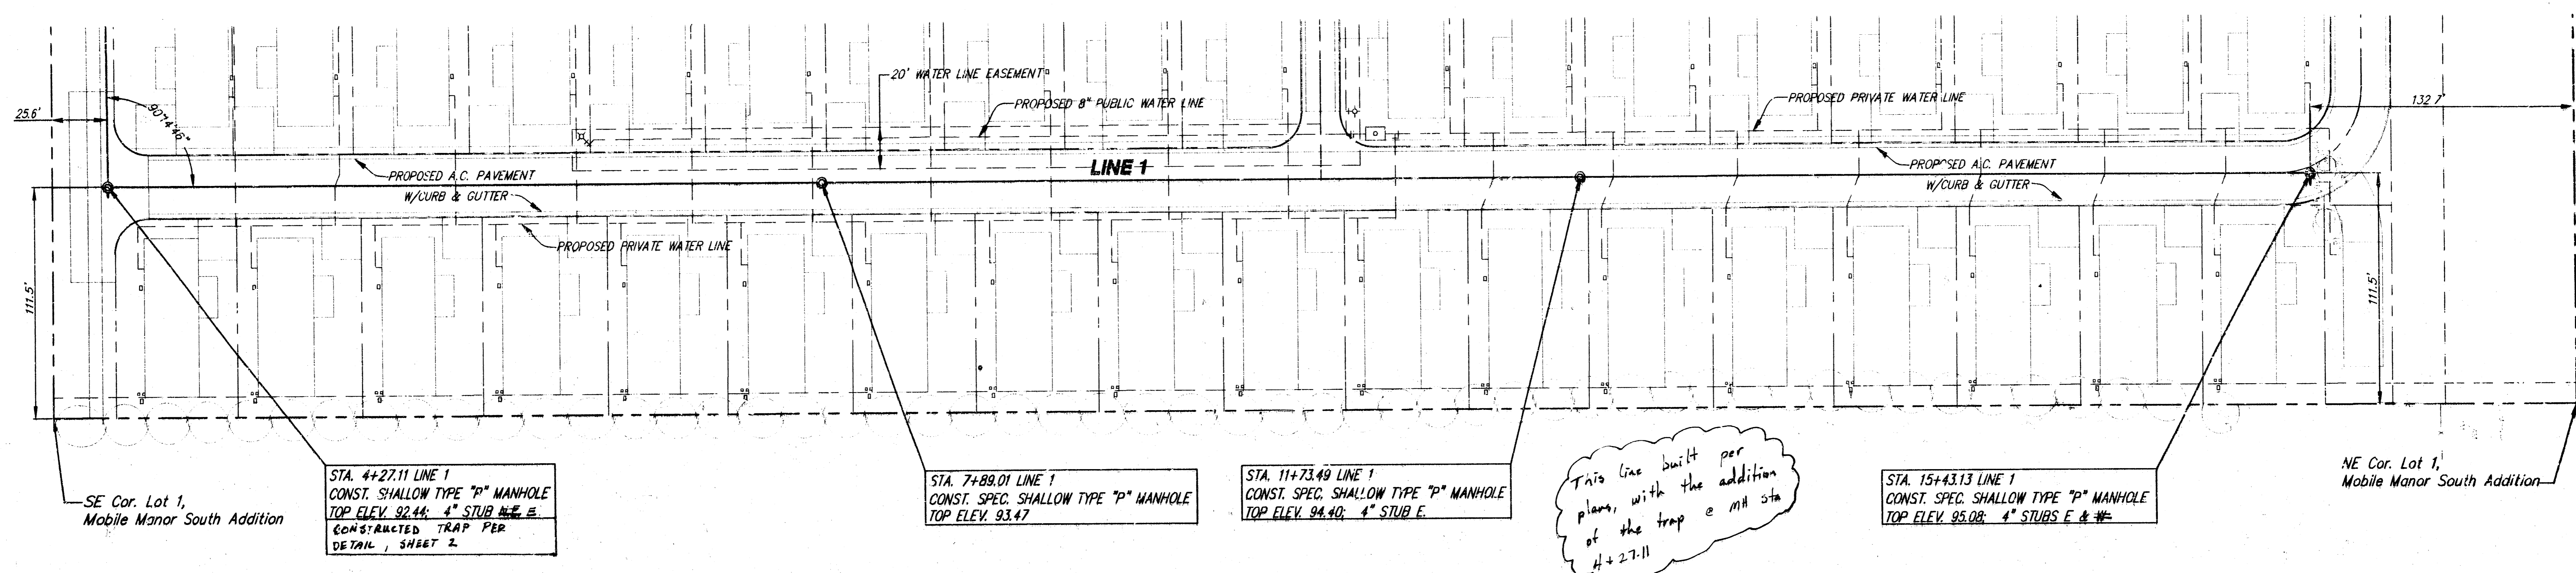 20' WATER LINE EASEMENT
PROPOSED 8" PUBLIC WATER LINE
PROPOSED PRIVATE WATER LINE
25.6'
90°14'46"
132.7'
LINE 1
PROPOSED A.C. PAVEMENT
W/CURB & GUTTER
PROPOSED A.C. PAVEMENT
W/CURB & GUTTER
PROPOSED PRIVATE WATER LINE
111.5'
111.5'
SE Cor. Lot 1,
Mobile Manor South Addition
STA. 4+27.11 LINE 1
CONST. SHALLOW TYPE "P" MANHOLE
TOP ELEV. 92.44; 4" STUB E.
CONSTRUCTED TRAP PER
DETAIL, SHEET 2
STA. 7+89.01 LINE 1
CONST. SPEC. SHALLOW TYPE "P" MANHOLE
TOP ELEV. 93.47
STA. 11+73.49 LINE 1
CONST. SPEC. SHALLOW TYPE "P" MANHOLE
TOP ELEV. 94.40; 4" STUB E.
This line built per
plans, with the addition
of the trap @ MH sta
4+27.11
STA. 15+43.13 LINE 1
CONST. SPEC. SHALLOW TYPE "P" MANHOLE
TOP ELEV. 95.08; 4" STUBS E &
NE Cor. Lot 1,
Mobile Manor South Addition